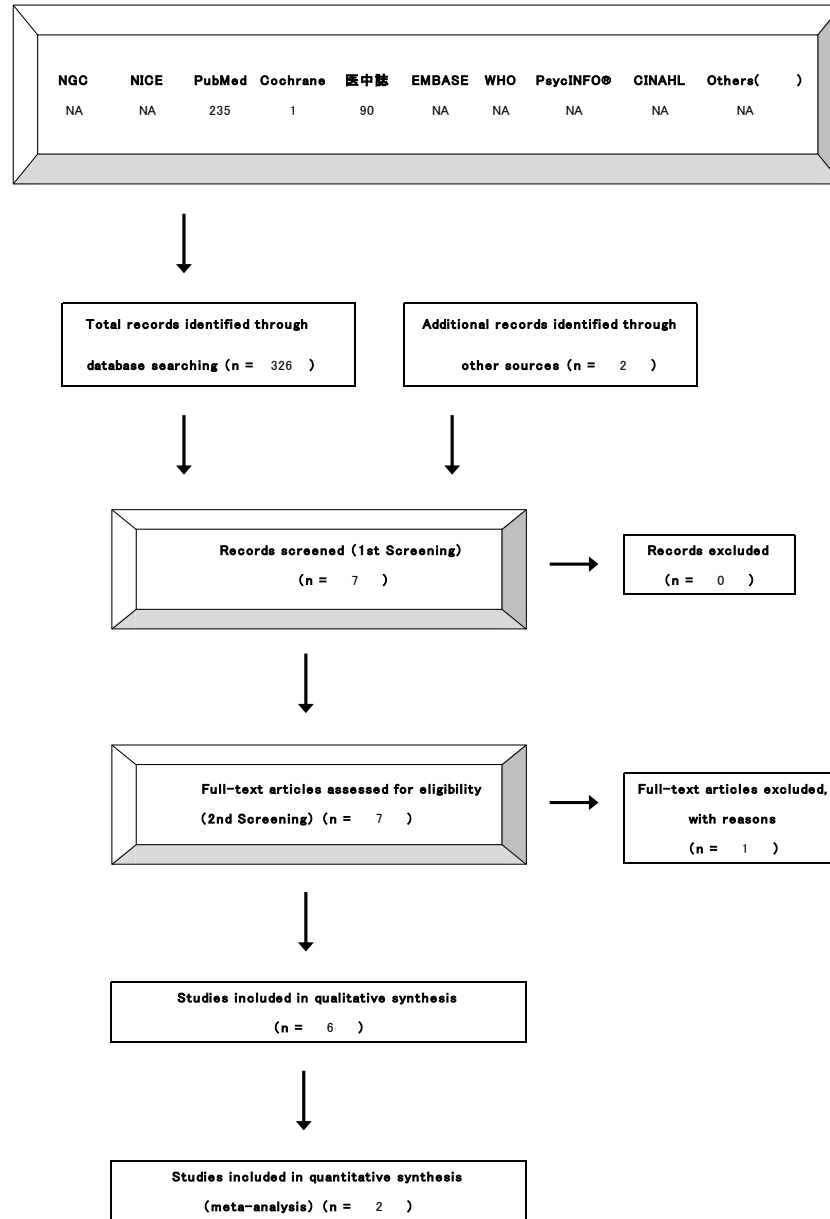 NGC NICE PubMed Cochrane 医中誌 EMBASE WHO PsycINFO® CINAHL Others( )
NA NA 235 1 90 NA NA NA NA NA
Total records identified through
database searching (n = 326 )
Additional records identified through
other sources (n = 2 )
Records screened (1st Screening)
(n = 7 )
Records excluded
(n = 0 )
Full-text articles assessed for eligibility
(2nd Screening) (n = 7 )
Full-text articles excluded,
with reasons
(n = 1 )
Studies included in qualitative synthesis
(n = 6 )
Studies included in quantitative synthesis
(meta-analysis) (n = 2 )